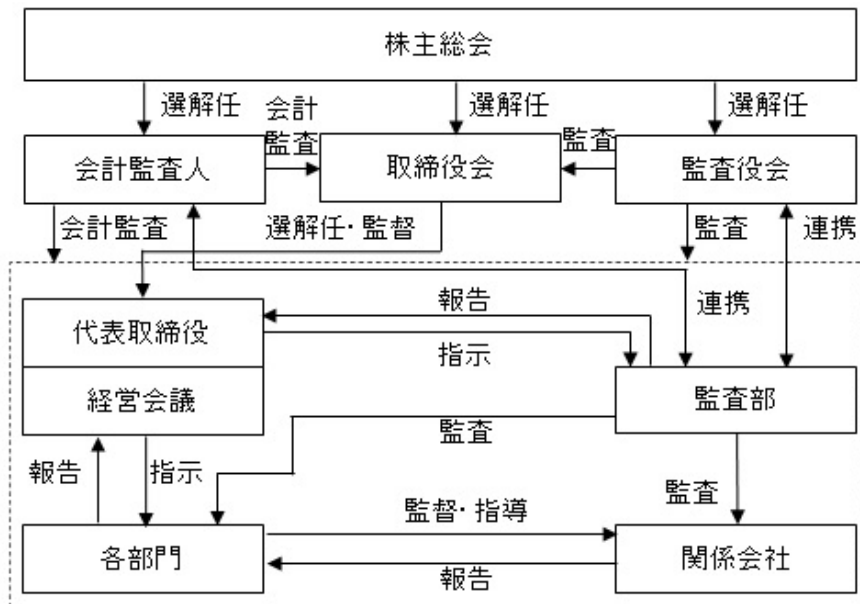 株主総会
選解任
会計
監査
選解任
選解任
監査
会計監査人
取締役会
監査役会
会計監査
選解任・監督
監査
連携
報告
連携
代表取締役
指示
経営会議
監査部
監査
報告
指示
監査
監督・指導
各部門
関係会社
報告